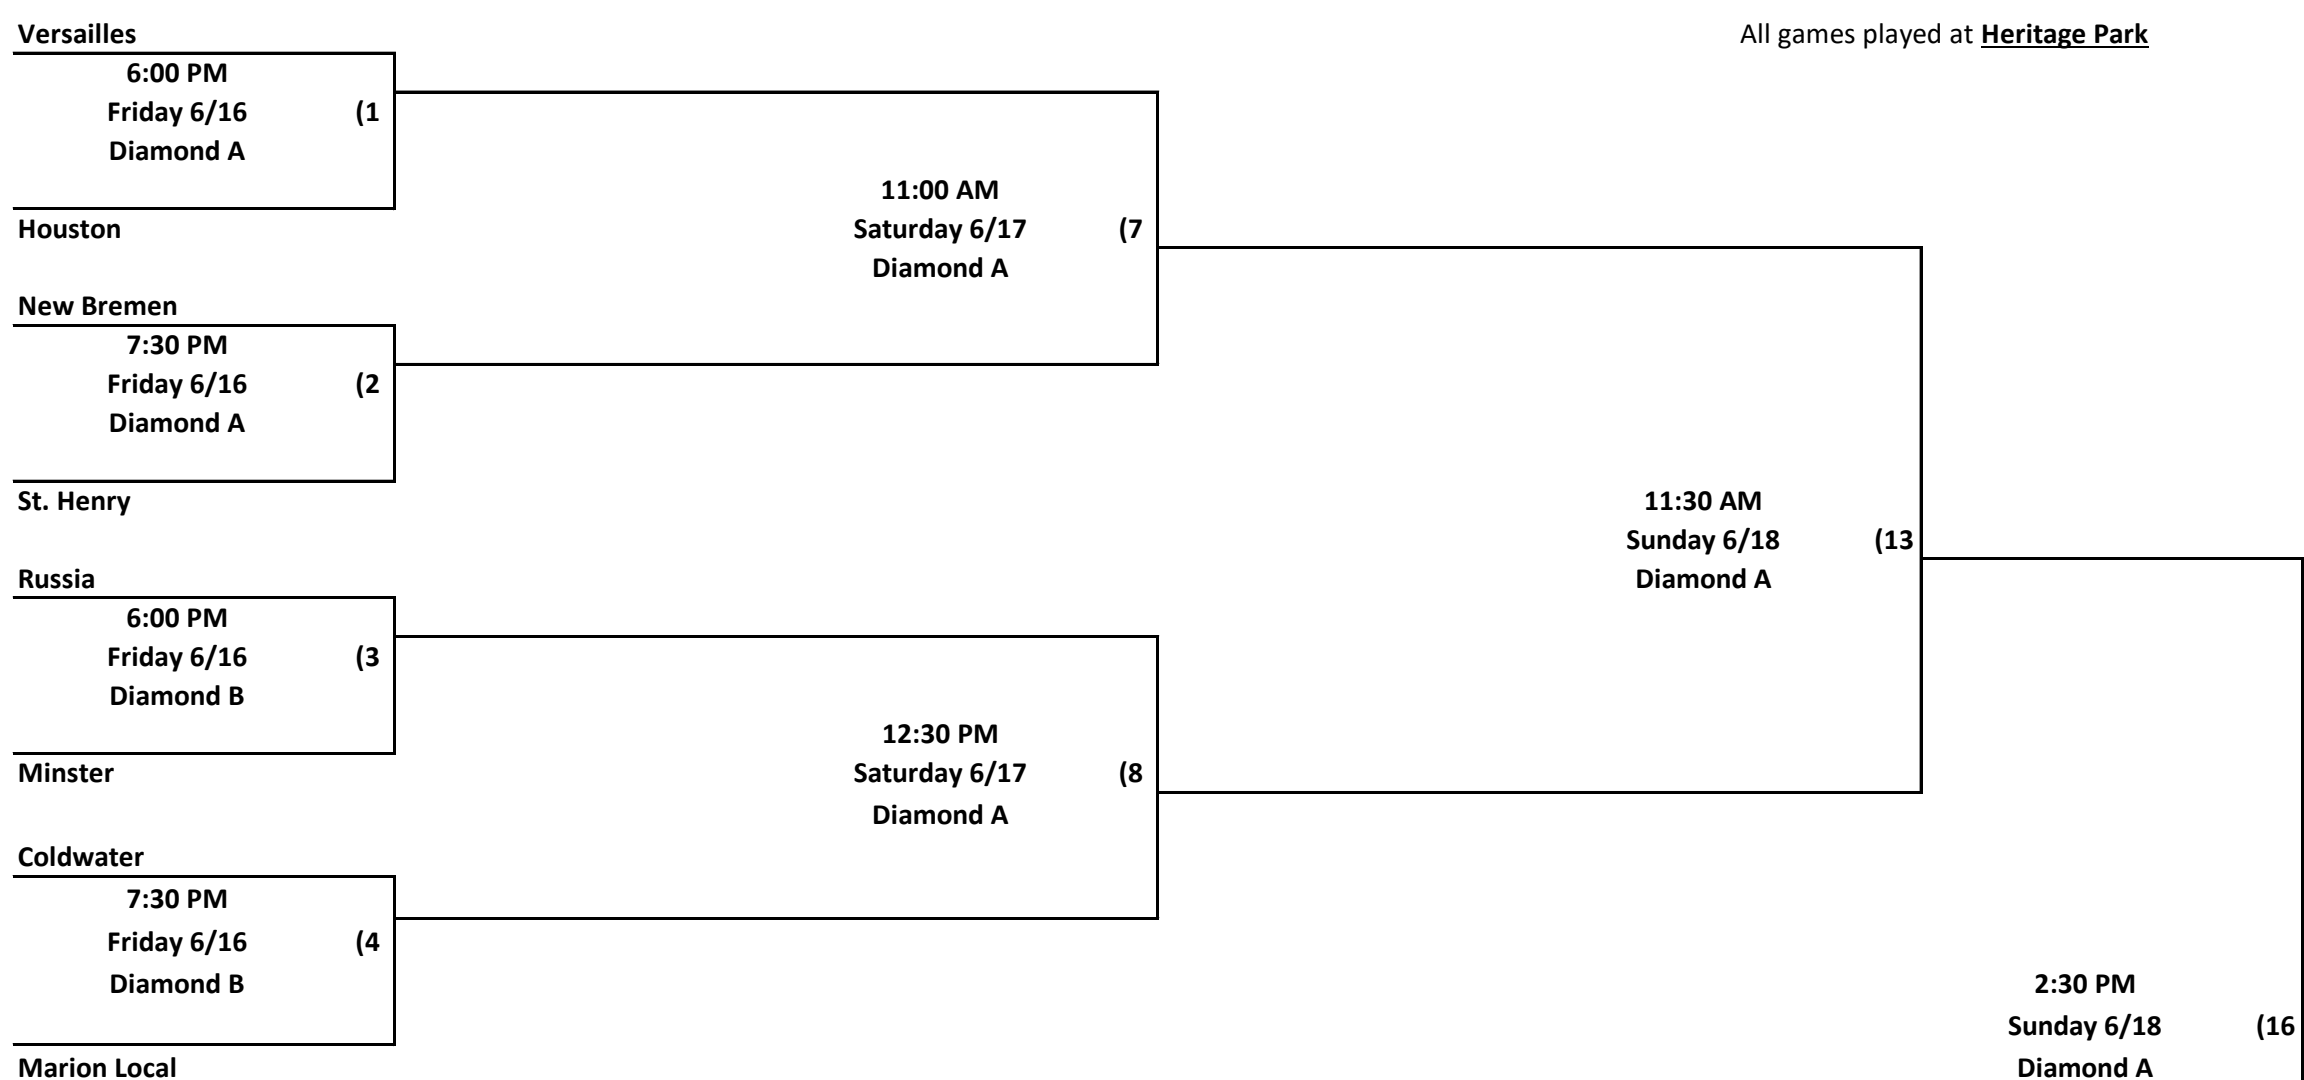 Versailles
All games played at Heritage Park
6:00 PM
Friday 6/16 (1
Diamond A
11:00 AM
Houston
Saturday 6/17 (7
Diamond A
New Bremen
7:30 PM
Friday 6/16 (2
Diamond A
St. Henry
11:30 AM
Sunday 6/18 (13
Russia
Diamond A
6:00 PM
Friday 6/16 (3
Diamond B
12:30 PM
Minster
Saturday 6/17 (8
Diamond A
Coldwater
7:30 PM
Friday 6/16 (4
Diamond B
2:30 PM
Sunday 6/18 (16
Marion Local
Diamond A